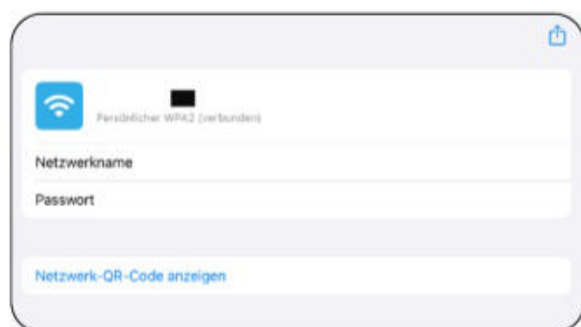 Persönlicher WPA2 (verbunden)
Netzwerkname
Passwort
Netzwerk-QR-Code anzeigen